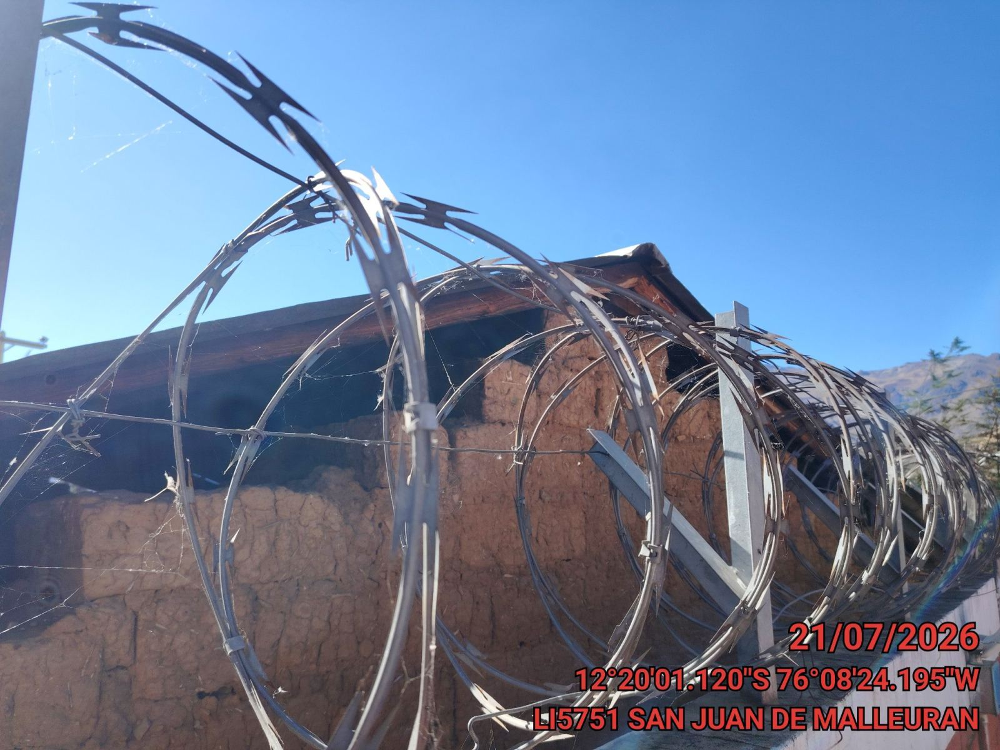 21/07/2026
12°20'01.120"S 76°08'24.195"W
LI5751 SAN JUAN DE MALLEURAN